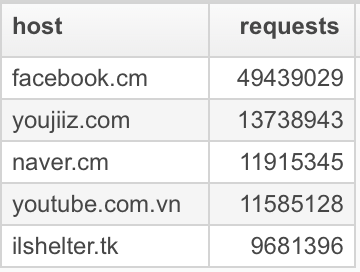 host requests
facebook.cm 49439029
youjiiz.com 13738943
naver.cm 11915345
youtube.com.vn 11585128
ilshelter.tk 9681396